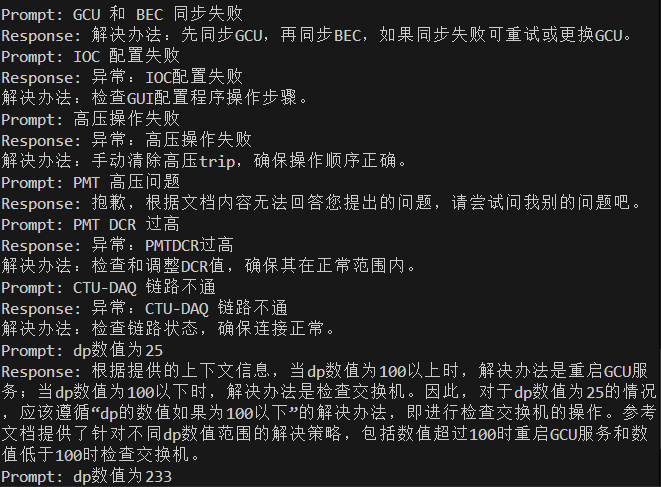 Prompt: GCU 和 BEC 同步失败
Response: 解决办法：先同步GCU，再同步BEC，如果同步失败可重试或更换GCU。
Prompt: IOC 配置失败
Response: 异常：IOC配置失败
解决办法：检查GUI配置程序操作步骤。
Prompt: 高压操作失败
Response: 异常：高压操作失败
解决办法：手动清除高压trip，确保操作顺序正确。
Prompt: PMT 高压问题
Response: 抱歉，根据文档内容无法回答您提出的问题，请尝试问我别的问题吧。
Prompt: PMT DCR 过高
Response: 异常：PMTDCR过高
解决办法：检查和调整DCR值，确保其在正常范围内。
Prompt: CTU-DAQ 链路不通
Response: 异常：CTU-DAQ 链路不通
解决办法：检查链路状态，确保连接正常。
Prompt: dp数值为25
Response: 根据提供的上下文信息，当dp数值为100以上时，解决办法是重启GCU服
务；当dp数值为100以下时，解决办法是检查交换机。因此，对于dp数值为25的情况
，应该遵循“dp的数值如果为100以下”的解决办法，即进行检查交换机的操作。参考
文档提供了针对不同dp数值范围的解决策略，包括数值超过100时重启GCU服务和数
值低于100时检查交换机。
Prompt: dp数值为233